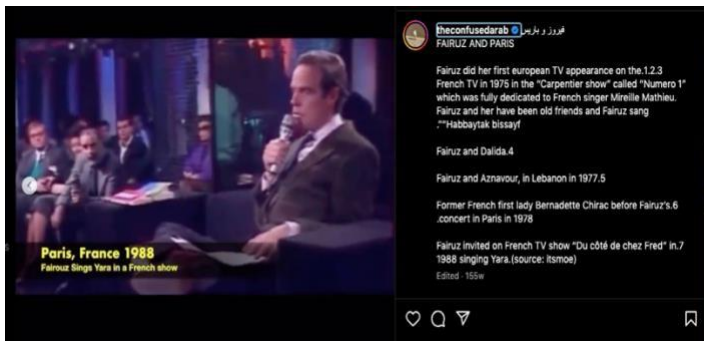 Paris, France 1988
Fairouz Sings Yara in a French show
theconfusedarab فيروز و باريس
FAIRUZ AND PARIS
Fairuz did her first european TV appearance on the.1.2.3
French TV in 1975 in the "Carpentier show" called "Numero 1"
which was fully dedicated to French singer Mireille Mathieu.
Fairuz and her have been old friends and Fairuz sang
.""Habbaytak bissayf
Fairuz and Dalida.4
Fairuz and Aznavour, in Lebanon in 1977.5
Former French first lady Bernadette Chirac before Fairuz's.6
.concert in Paris in 1978
Fairuz invited on French TV show "Du côté de chez Fred" in.7
1988 singing Yara.(source: itsmoe)
Edited · 155w